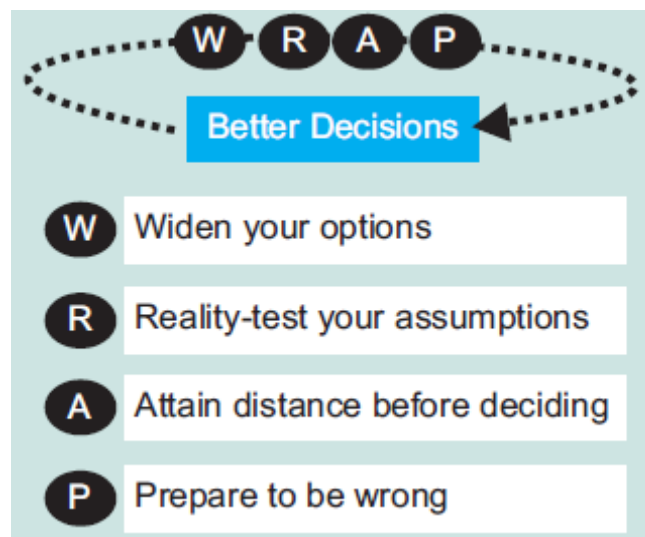 W R A P
Better Decisions
W Widen your options
R Reality-test your assumptions
A Attain distance before deciding
P Prepare to be wrong